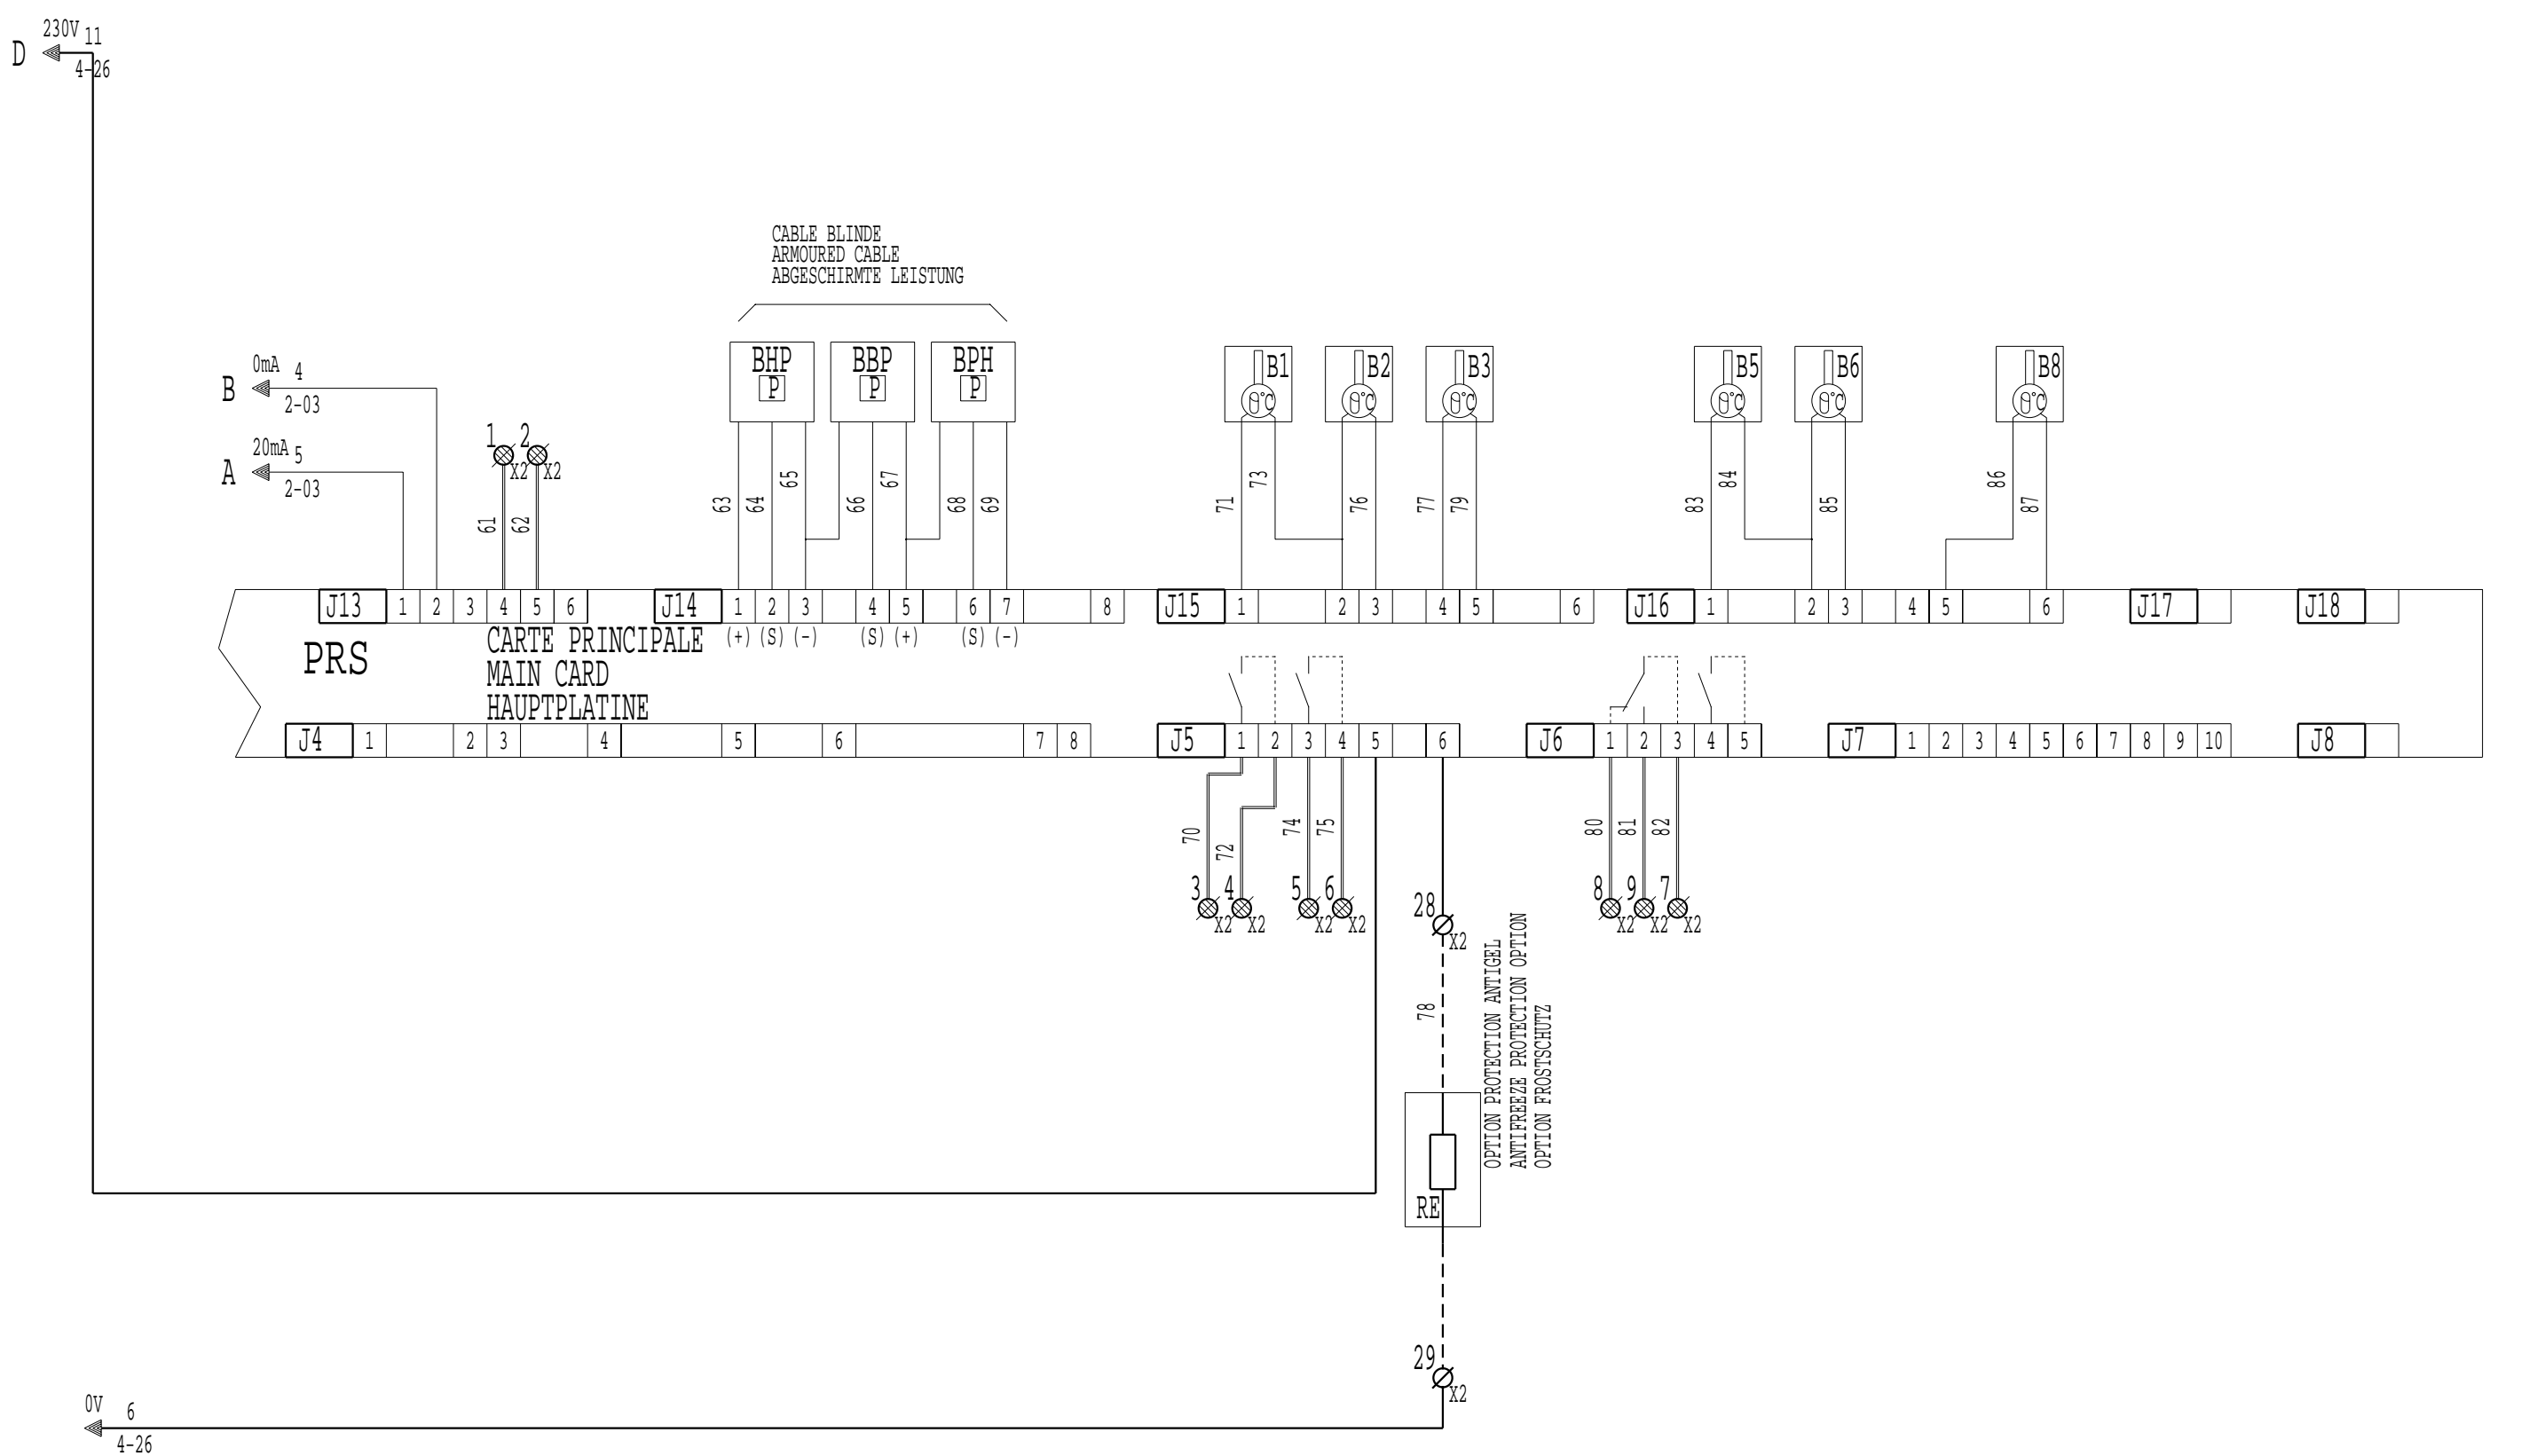 230V 11
D
4-26
CABLE BLINDE
ARMOURED CABLE
ABGESCHIRMTE LEISTUNG
BHP BBP BPH
P P P
B1 B2 B3 B5 B6 B8
θ°C θ°C θ°C θ°C θ°C θ°C
0mA 4
B
2-03
20mA 5
A
2-03
1 2
X2 X2
61 62 63 64 65 66 67 68 69 71 73 76 77 79 83 84 85 86 87
J13 1 2 3 4 5 6
J14 1 2 3 4 5 6 7 8
J15 1 2 3 4 5 6
J16 1 2 3 4 5 6
J17
J18
(+) (S) (-) (S) (+) (S) (-)
PRS
CARTE PRINCIPALE
MAIN CARD
HAUPTPLATINE
J4 1 2 3 4 5 6 7 8
J5 1 2 3 4 5 6
J6 1 2 3 4 5
J7 1 2 3 4 5 6 7 8 9 10
J8
70 72 74 75 80 81 82
3 4 5 6 28 8 9 7
X2 X2 X2 X2 X2 X2 X2 X2
78
OPTION PROTECTION ANTIGEL
ANTIFREEZE PROTECTION OPTION
OPTION FROSTSCHUTZ
RE
29
X2
0V 6
4-26